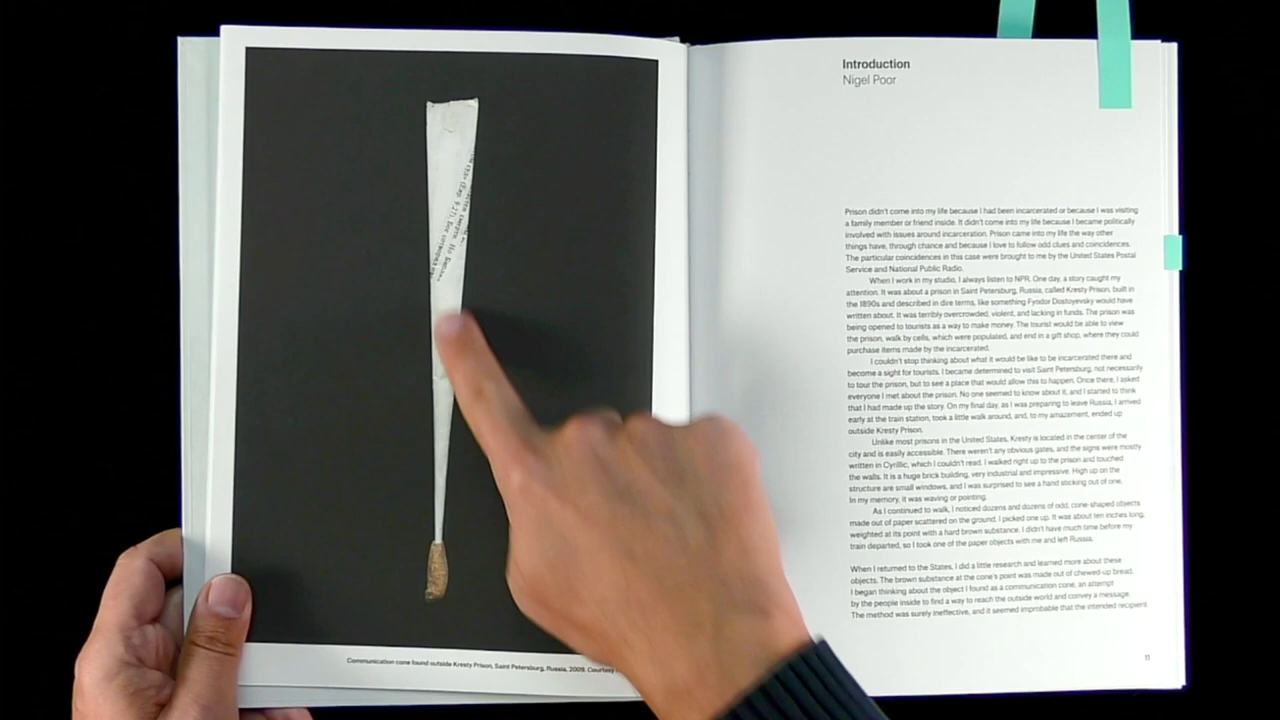 Communication cone found outside Kresty Prison, Saint Petersburg, Russia, 2009. Courtesy
Introduction
Nigel Poor
Prison didn't come into my life because I had been incarcerated or because I was visiting
a family member or friend inside. It didn't come into my life because I became politically
involved with issues around incarceration. Prison came into my life the way other
things have, through chance and because I love to follow odd clues and coincidences.
The particular coincidences in this case were brought to me by the United States Postal
Service and National Public Radio.
When I work in my studio, I always listen to NPR. One day, a story caught my
attention. It was about a prison in Saint Petersburg, Russia, called Kresty Prison, built in
the 1890s and described in dire terms, like something Fyodor Dostoyevsky would have
written about. It was terribly overcrowded, violent, and lacking in funds. The prison was
being opened to tourists as a way to make money. The tourist would be able to view
the prison, walk by cells, which were populated, and end in a gift shop, where they could
purchase items made by the incarcerated.
I couldn't stop thinking about what it would be like to be incarcerated there and
become a sight for tourists. I became determined to visit Saint Petersburg, not necessarily
to tour the prison, but to see a place that would allow this to happen. Once there, I asked
everyone I met about the prison. No one seemed to know about it, and I started to think
that I had made up the story. On my final day, as I was preparing to leave Russia, I arrived
early at the train station, took a little walk around, and, to my amazement, ended up
outside Kresty Prison.
Unlike most prisons in the United States, Kresty is located in the center of the
city and is easily accessible. There weren't any obvious gates, and the signs were mostly
written in Cyrillic, which I couldn't read. I walked right up to the prison and touched
the walls. It is a huge brick building, very industrial and impressive. High up on the
structure are small windows, and I was surprised to see a hand sticking out of one.
In my memory, it was waving or pointing.
As I continued to walk, I noticed dozens and dozens of odd, cone-shaped objects
made out of paper scattered on the ground. I picked one up. It was about ten inches long,
weighted at its point with a hard brown substance. I didn't have much time before my
train departed, so I took one of the paper objects with me and left Russia.
When I returned to the States, I did a little research and learned more about these
objects. The brown substance at the cone's point was made out of chewed-up bread.
I began thinking about the object I found as a communication cone, an attempt
by the people inside to find a way to reach the outside world and convey a message.
The method was surely ineffective, and it seemed improbable that the intended recipient
11